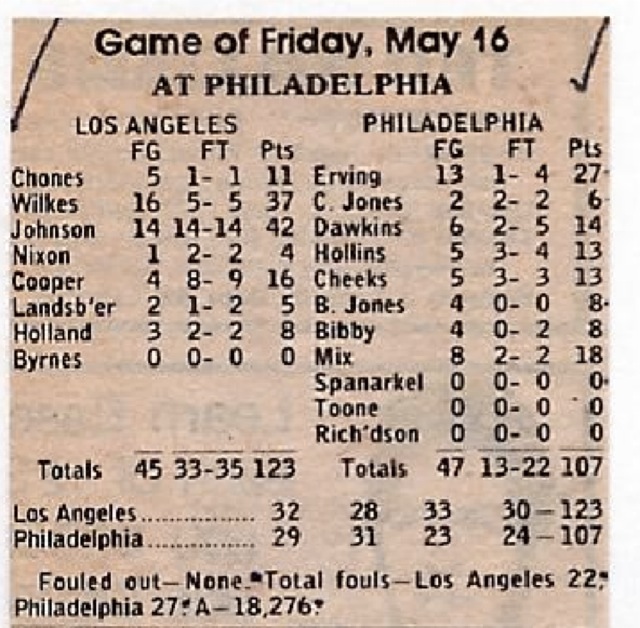 Game of Friday, May 16
AT PHILADELPHIA
LOS ANGELES PHILADELPHIA
FG FT Pts FG FT Pts
Chones 5 1- 1 11 Erving 13 1- 4 27
Wilkes 16 5- 5 37 C. Jones 2 2- 2 6
Johnson 14 14-14 42 Dawkins 6 2- 5 14
Nixon 1 2- 2 4 Hollins 5 3- 4 13
Cooper 4 8- 9 16 Cheeks 5 3- 3 13
Landsb'er 2 1- 2 5 B. Jones 4 0- 0 8
Holland 3 2- 2 8 Bibby 4 0- 2 8
Byrnes 0 0- 0 0 Mix 8 2- 2 18
Spanarkel 0 0- 0 0
Toone 0 0- 0 0
Rich'dson 0 0- 0 0
Totals 45 33-35 123 Totals 47 13-22 107
Los Angeles................ 32 28 33 30—123
Philadelphia............... 29 31 23 24—107
Fouled out—None. Total fouls—Los Angeles 22,
Philadelphia 27. A—18,276.